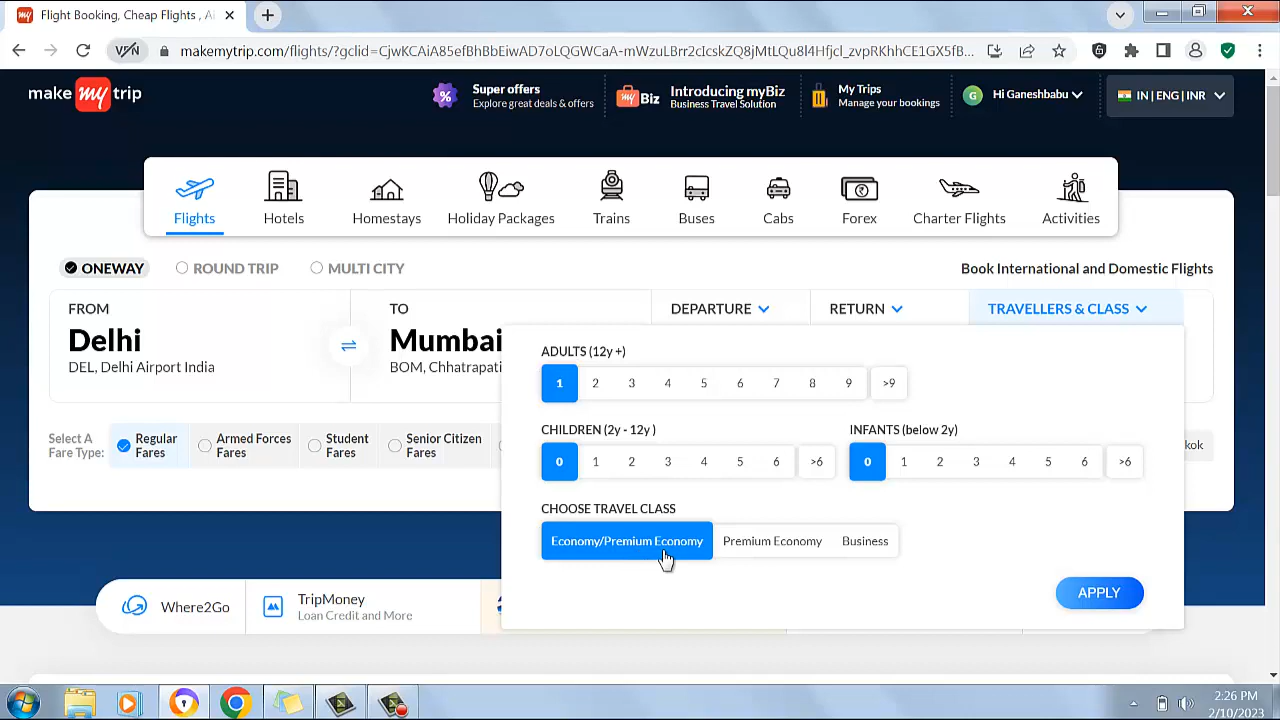 Flight Booking, Cheap Flights , Ai
VPN
makemytrip.com/flights/?gclid=CjwKCAiA85efBhBbEiwAD7oLQGWCaA-mWzuLBrr2cIcskZQ8jMtLQu8l4Hfjcl_zvpRKhhCE1GX5fB...
make my trip
%
Super offers
Explore great deals & offers
my Biz
Introducing myBiz
Business Travel Solution
My Trips
Manage your bookings
G
Hi Ganeshbabu
IN | ENG | INR
Flights
Hotels
Homestays
Holiday Packages
Trains
Buses
Cabs
Forex
Charter Flights
Activities
ONEWAY
ROUND TRIP
MULTI CITY
Book International and Domestic Flights
FROM
Delhi
DEL, Delhi Airport India
TO
Mumbai
BOM, Chhatrapati
DEPARTURE
RETURN
TRAVELLERS & CLASS
ADULTS (12y +)
1 2 3 4 5 6 7 8 9 >9
CHILDREN (2y - 12y )
0 1 2 3 4 5 6 >6
INFANTS (below 2y)
0 1 2 3 4 5 6 >6
CHOOSE TRAVEL CLASS
Economy/Premium Economy
Premium Economy
Business
APPLY
Select A
Fare Type:
Regular
Fares
Armed Forces
Fares
Student
Fares
Senior Citizen
Fares
kok
Where2Go
TripMoney
Loan Credit and More
2:26 PM
2/10/2023